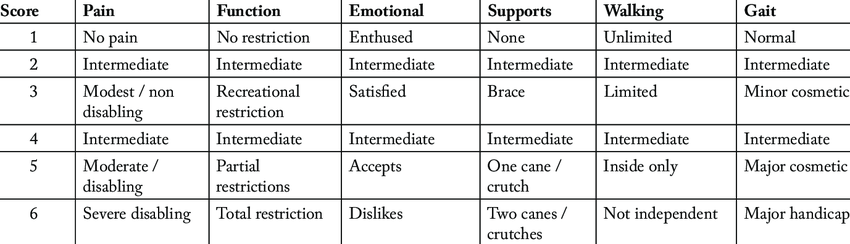 Score Pain Function Emotional Supports Walking Gait
1 No pain No restriction Enthused None Unlimited Normal
2 Intermediate Intermediate Intermediate Intermediate Intermediate Intermediate
3 Modest / non Recreational Satisfied Brace Limited Minor cosmetic
disabling restriction
4 Intermediate Intermediate Intermediate Intermediate Intermediate Intermediate
5 Moderate / Partial Accepts One cane / Inside only Major cosmetic
disabling restrictions crutch
6 Severe disabling Total restriction Dislikes Two canes / Not independent Major handicap
crutches